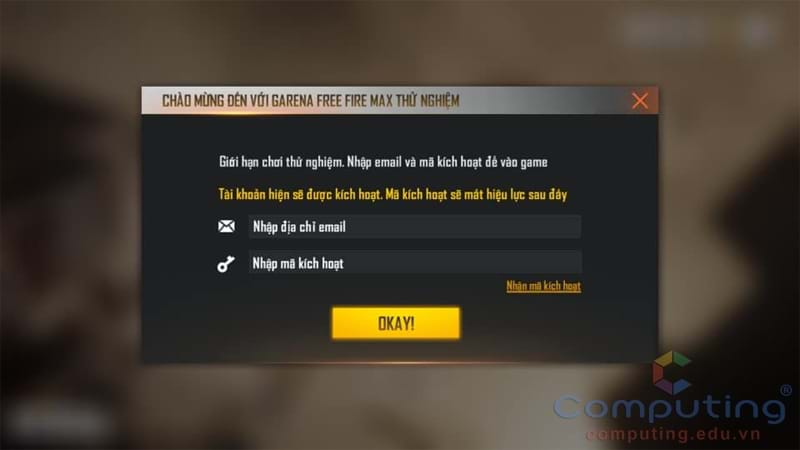 CHÀO MỪNG ĐẾN VỚI GARENA FREE FIRE MAX THỬ NGHIỆM
Giới hạn chơi thử nghiệm. Nhập email và mã kích hoạt để vào game
Tài khoản hiện sẽ được kích hoạt. Mã kích hoạt sẽ mất hiệu lực sau đây
Nhập địa chỉ email
Nhập mã kích hoạt
Nhận mã kích hoạt
OKAY!
Computing®
computing.edu.vn